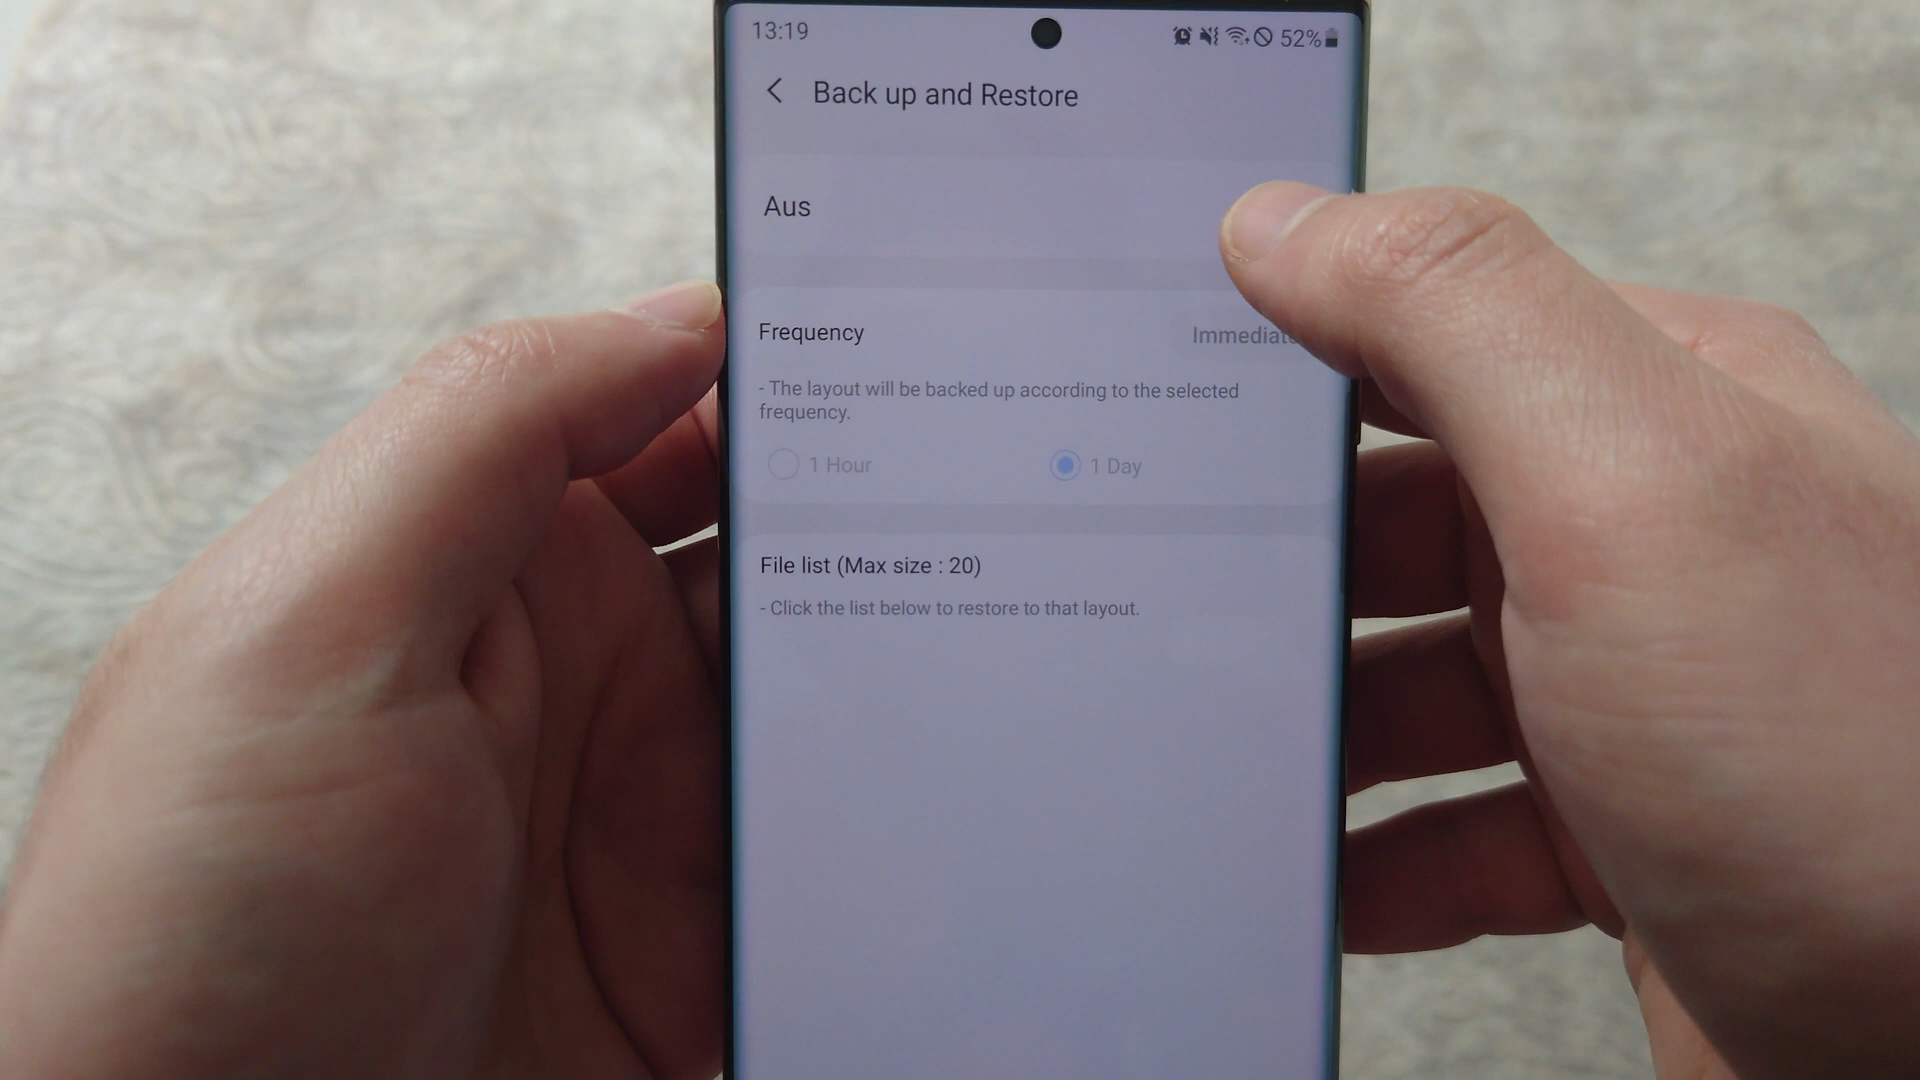 13:19
52%
Back up and Restore
Aus
Frequency
- The layout will be backed up according to the selected
frequency.
1 Hour
1 Day
File list (Max size : 20)
- Click the list below to restore to that layout.